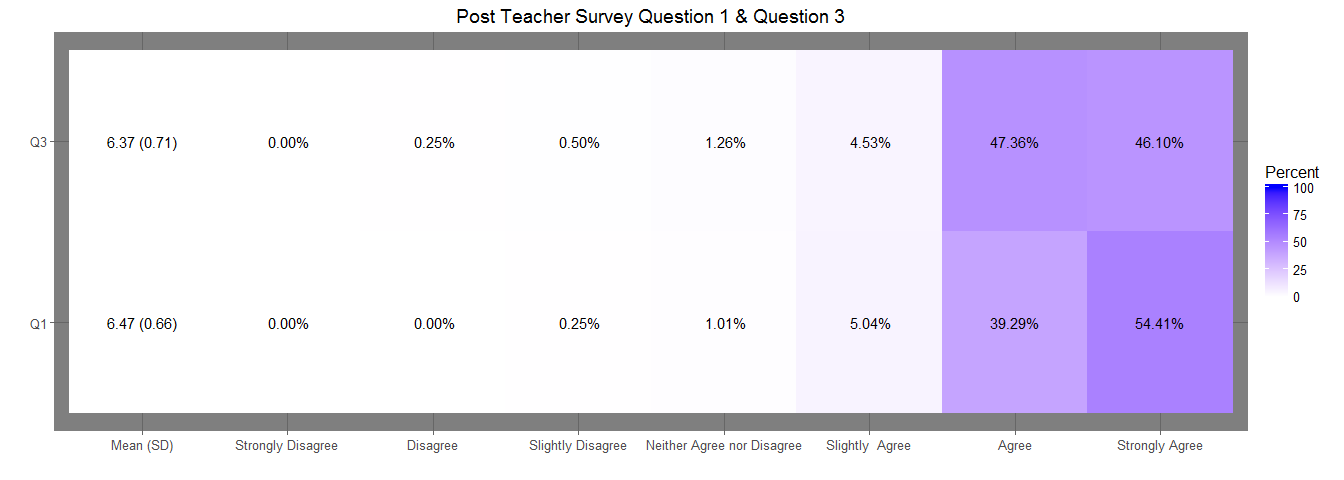 Post Teacher Survey Question 1 & Question 3
Q3 6.37 (0.71) 0.00% 0.25% 0.50% 1.26% 4.53% 47.36% 46.10%
Q1 6.47 (0.66) 0.00% 0.00% 0.25% 1.01% 5.04% 39.29% 54.41%
Mean (SD) Strongly Disagree Disagree Slightly Disagree Neither Agree nor Disagree Slightly  Agree Agree Strongly Agree
Percent
100
75
50
25
0